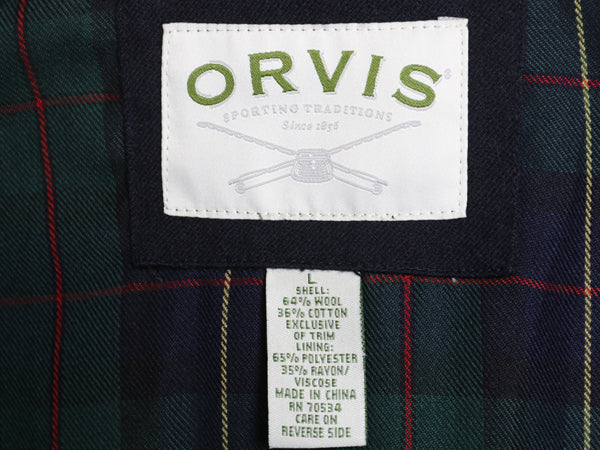 ORVIS®
SPORTING TRADITIONS
Since 1856
L
SHELL:
64% WOOL
36% COTTON
EXCLUSIVE
OF TRIM
LINING:
65% POLYESTER
35% RAYON/
VISCOSE
MADE IN CHINA
RN 70534
CARE ON
REVERSE SIDE